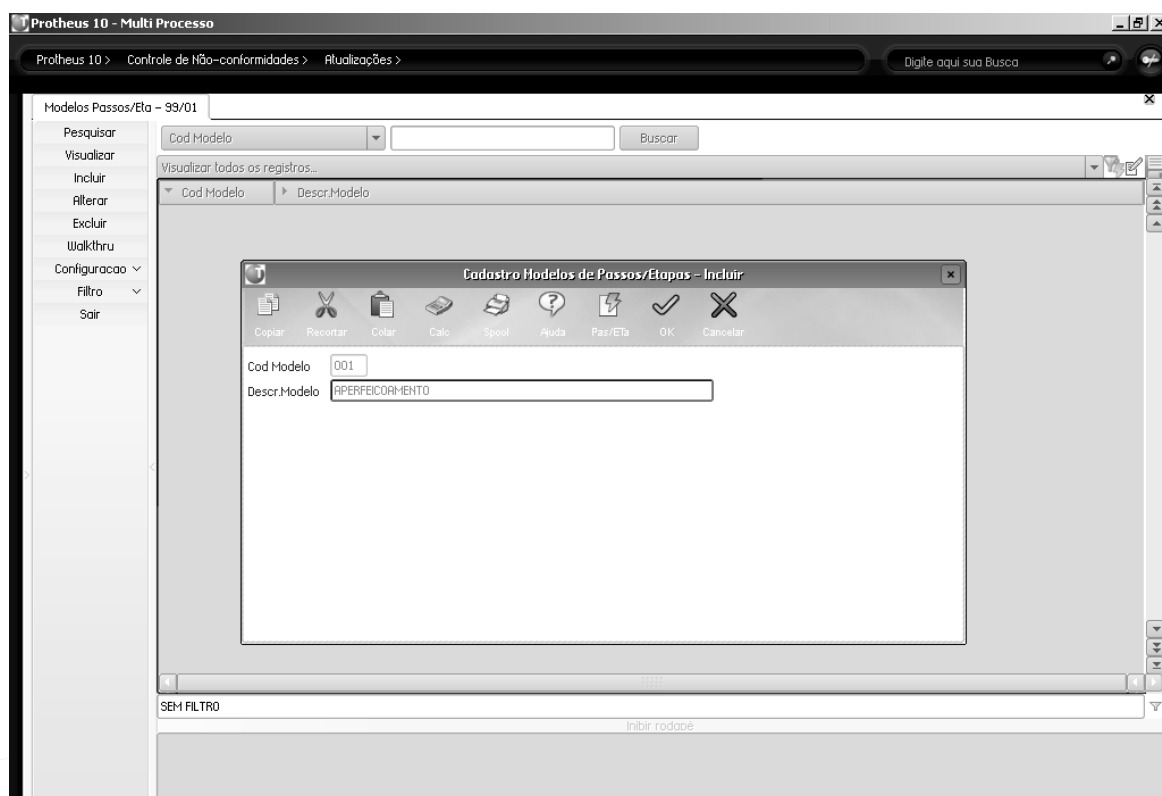 Protheus 10 - Multi Processo
Protheus 10 > Controle de Não-conformidades > Atualizações >
Digite aqui sua Busca
Modelos Passos/Eta - 99/01
Pesquisar
Visualizar
Incluir
Alterar
Excluir
Walkthru
Configuracao
Filtro
Sair
Cod Modelo
Buscar
Visualizar todos os registros...
Cod Modelo Descr.Modelo
Cadastro Modelos de Passos/Etapas - Incluir
Copiar Recortar Colar Calc Spool Ajuda Pas/ETa OK Cancelar
Cod Modelo 001
Descr.Modelo APERFEICOAMENTO
SEM FILTRO
Inibir rodapé